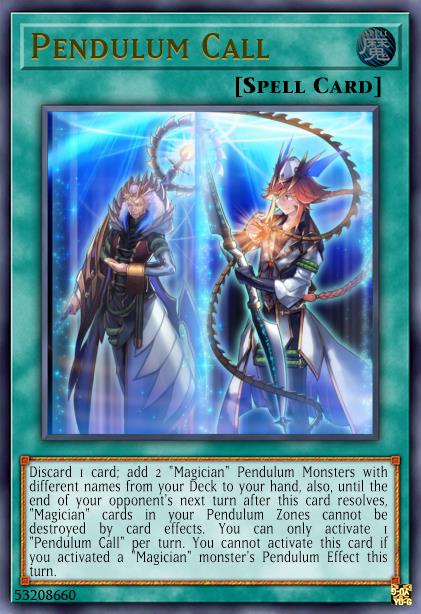 Pendulum Call
[Spell Card]
Discard 1 card; add 2 "Magician" Pendulum Monsters with
different names from your Deck to your hand, also, until the
end of your opponent's next turn after this card resolves,
"Magician" cards in your Pendulum Zones cannot be
destroyed by card effects. You can only activate 1
"Pendulum Call" per turn. You cannot activate this card if
you activated a "Magician" monster's Pendulum Effect this
turn.
53208660